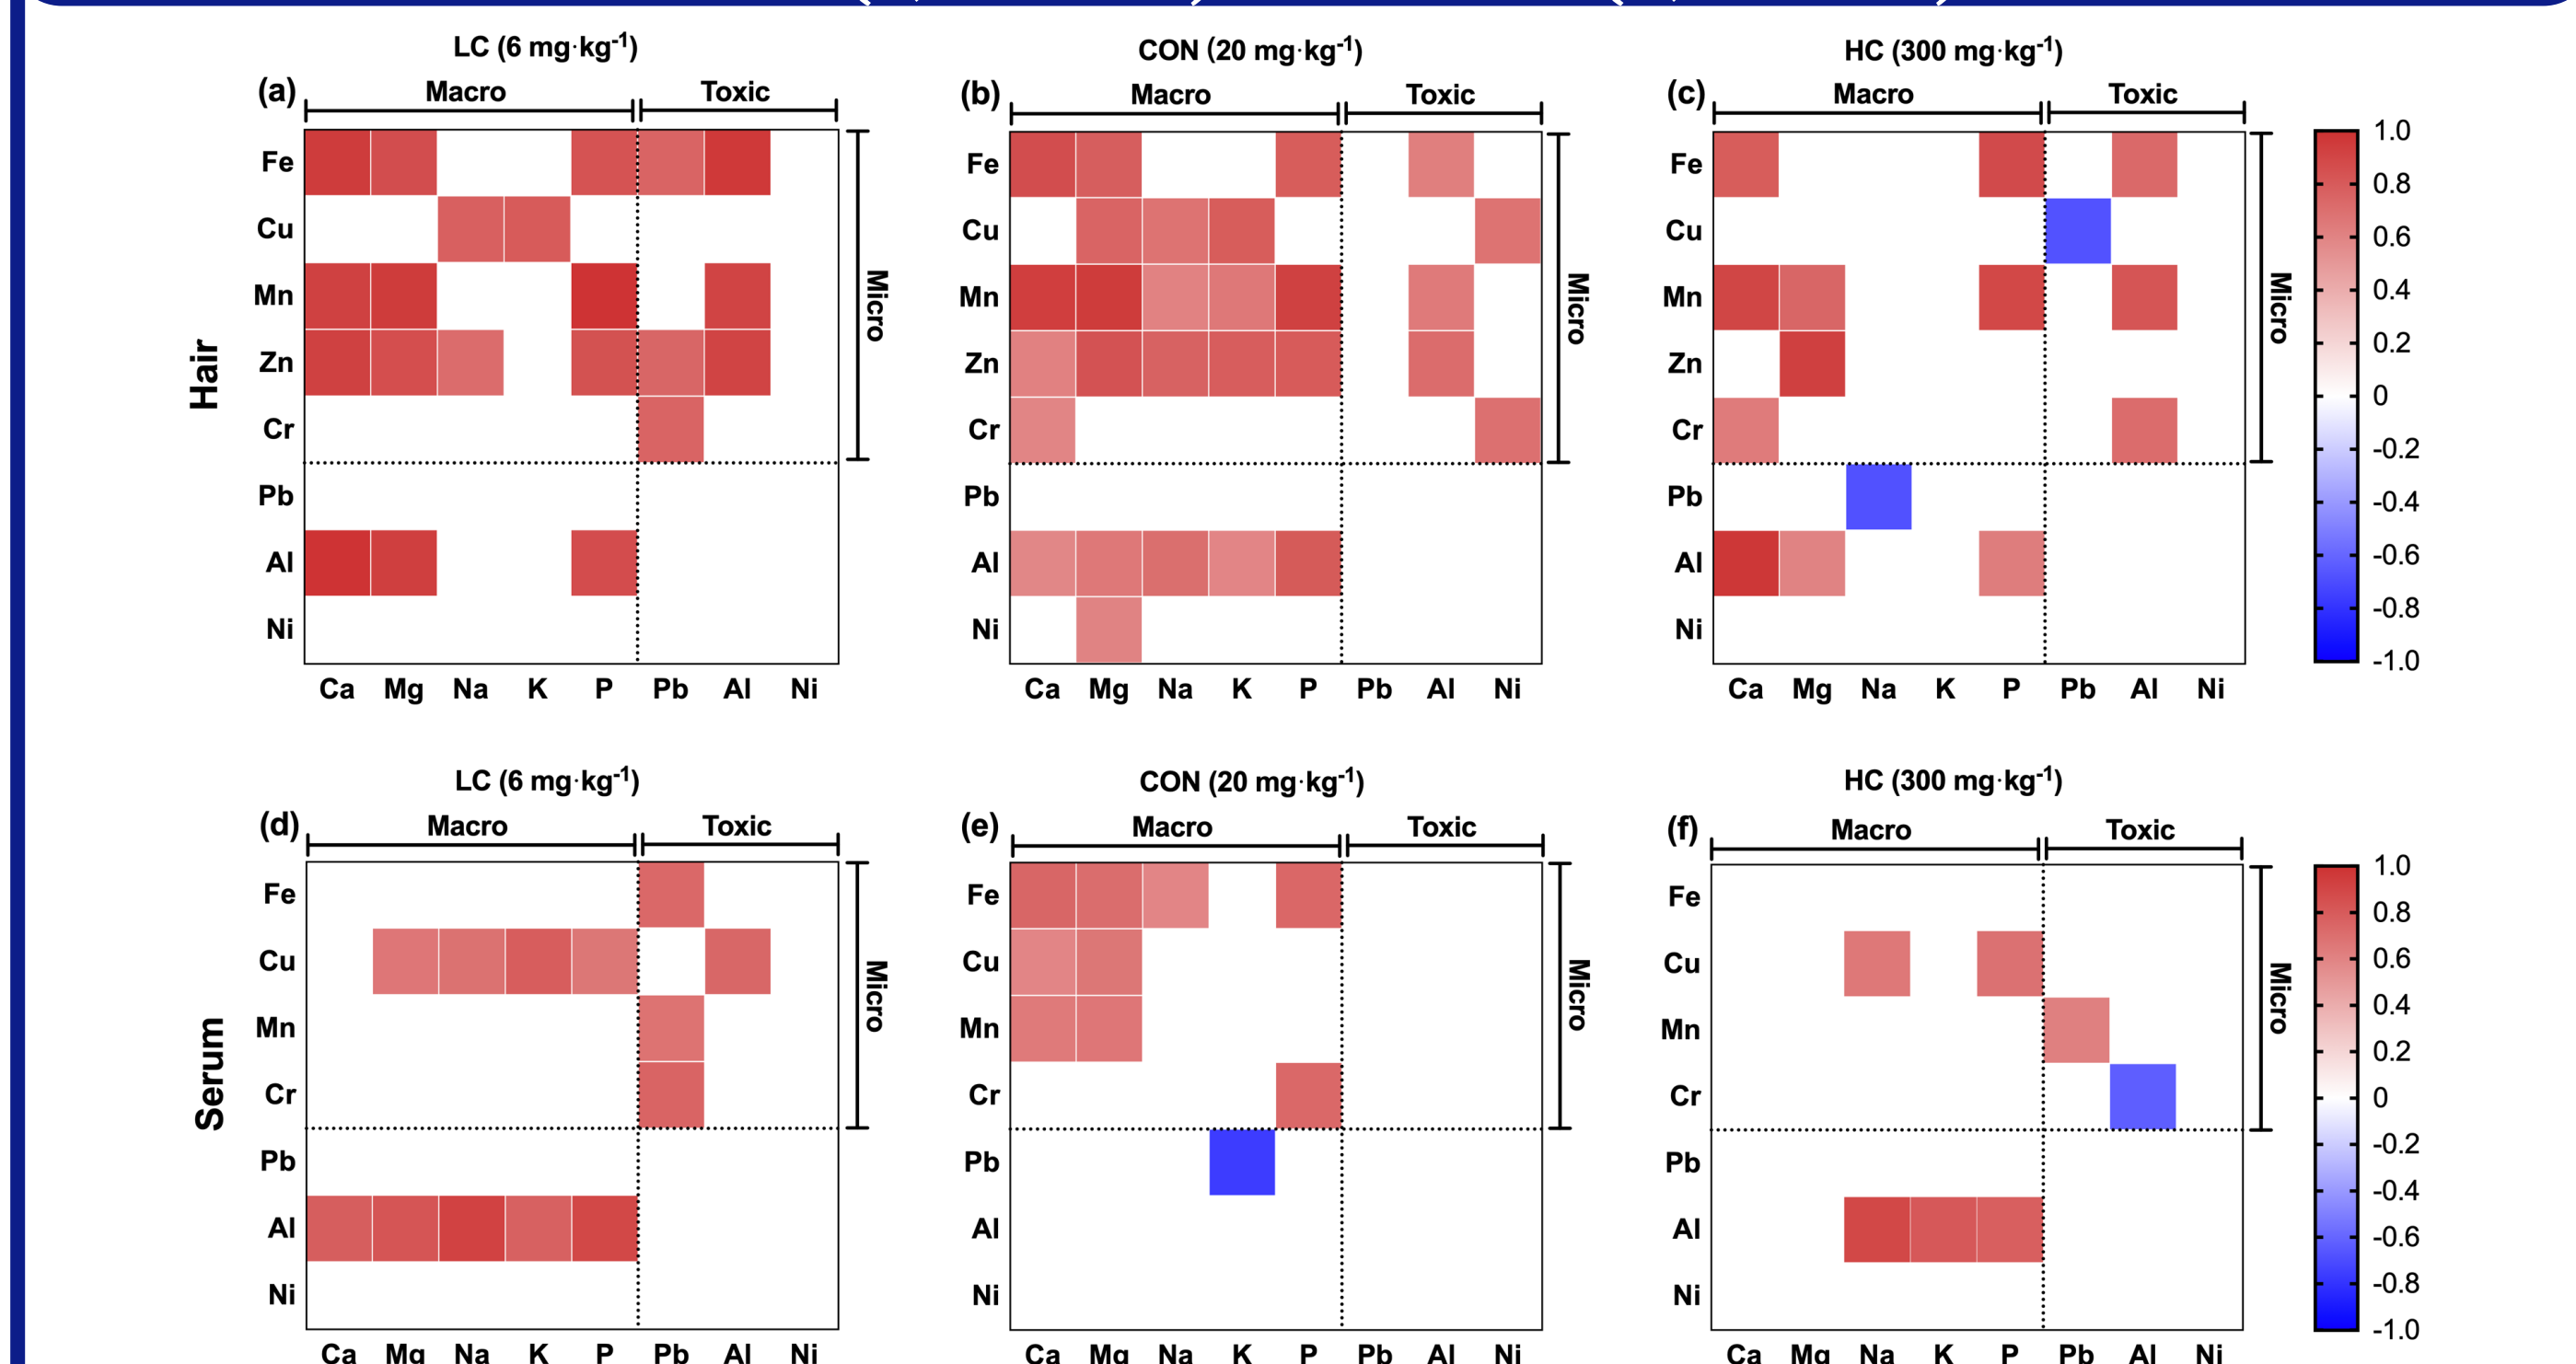 LC (6 mg·kg-1) CON (20 mg·kg-1) HC (300 mg·kg-1)
(a) Macro Toxic (b) Macro Toxic (c) Macro Toxic
Hair
Fe Fe Fe 1.0
Cu Cu Cu 0.8
Mn Mn Mn 0.6
Zn Zn Zn 0.4
Cr Cr Cr 0.2
Pb Pb Pb 0
Al Al Al -0.2
Ni Ni Ni -0.4
-0.6
-0.8
-1.0
Micro Micro Micro
Ca Mg Na K P Pb Al Ni Ca Mg Na K P Pb Al Ni Ca Mg Na K P Pb Al Ni
LC (6 mg·kg-1) CON (20 mg·kg-1) HC (300 mg·kg-1)
(d) Macro Toxic (e) Macro Toxic (f) Macro Toxic
Serum
Fe Fe Fe 1.0
Cu Cu Cu 0.8
Mn Mn Mn 0.6
Cr Cr Cr 0.4
Pb Pb Pb 0.2
Al Al Al 0
Ni Ni Ni -0.2
-0.4
-0.6
-0.8
-1.0
Micro Micro Micro
Ca Mg Na K P Pb Al Ni Ca Mg Na K P Pb Al Ni Ca Mg Na K P Pb Al Ni